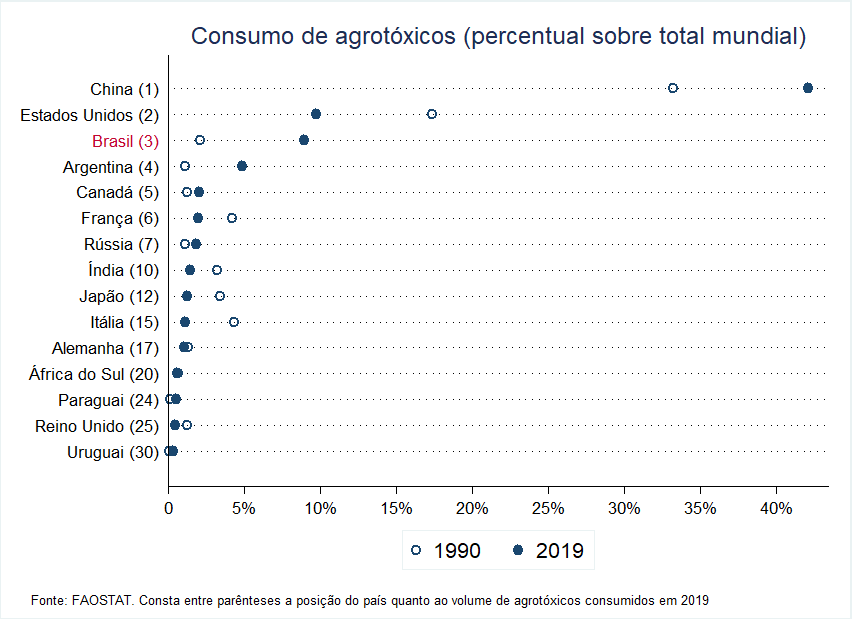 Consumo de agrotóxicos (percentual sobre total mundial)
China (1)
Estados Unidos (2)
Brasil (3)
Argentina (4)
Canadá (5)
França (6)
Rússia (7)
Índia (10)
Japão (12)
Itália (15)
Alemanha (17)
África do Sul (20)
Paraguai (24)
Reino Unido (25)
Uruguai (30)
0 5% 10% 15% 20% 25% 30% 35% 40%
1990 2019
Fonte: FAOSTAT. Consta entre parênteses a posição do país quanto ao volume de agrotóxicos consumidos em 2019